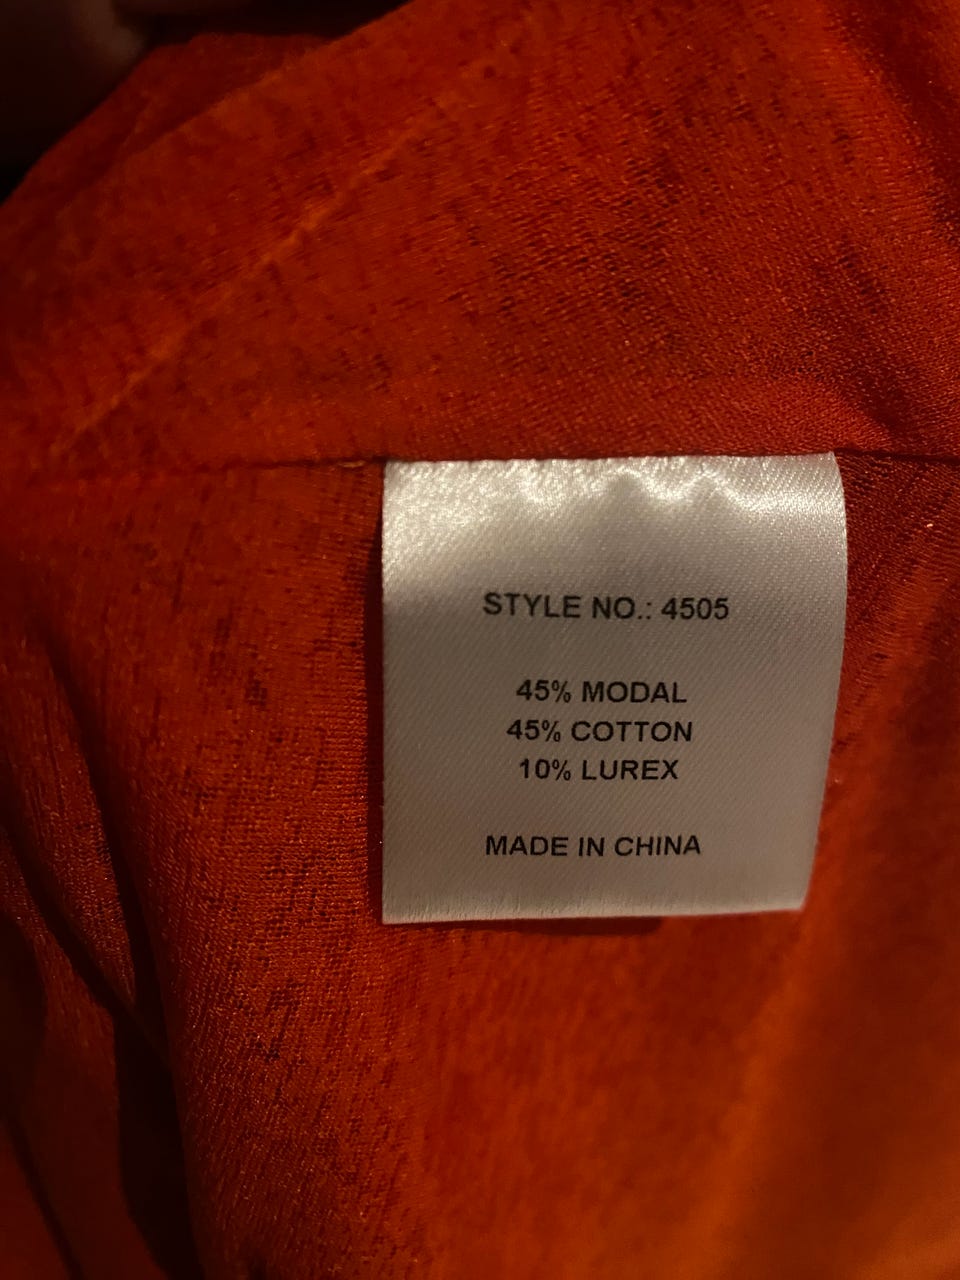 STYLE NO.: 4505
45% MODAL
45% COTTON
10% LUREX
MADE IN CHINA